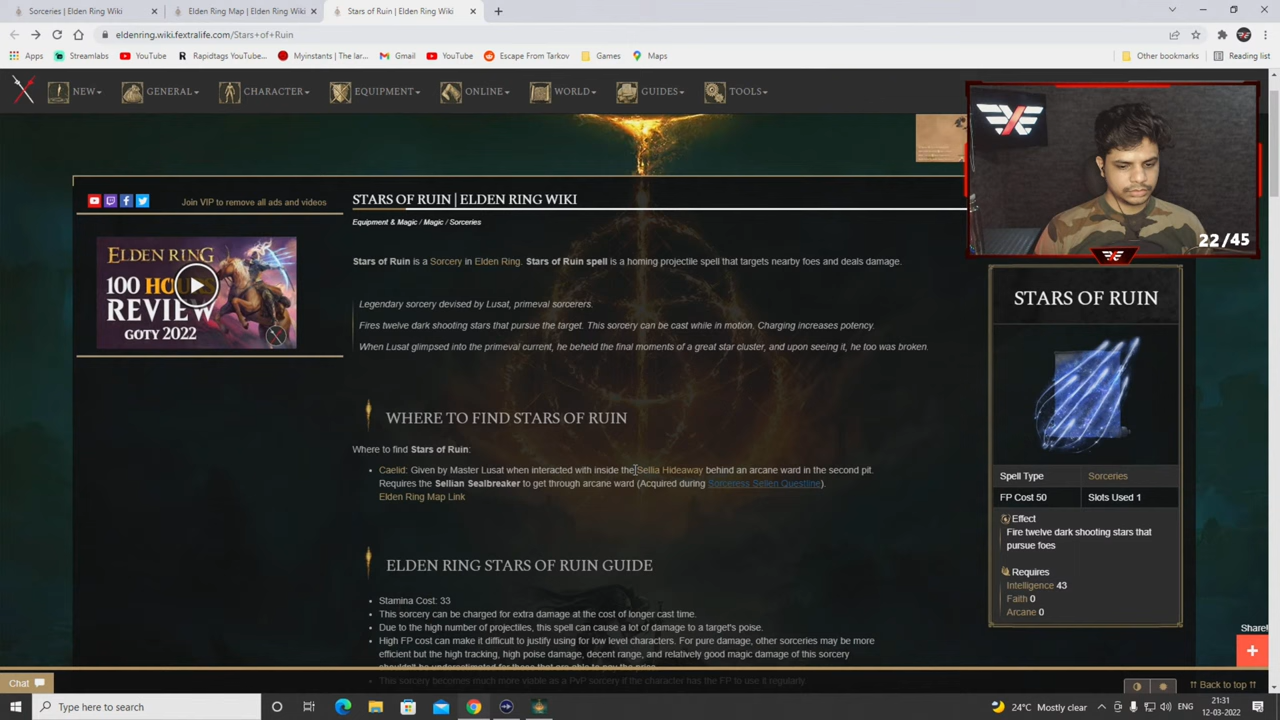 Sorceries | Elden Ring Wiki
Elden Ring Map | Elden Ring Wiki
Stars of Ruin | Elden Ring Wiki
eldenring.wiki.fextralife.com/Stars+of+Ruin
Apps
Streamlabs
YouTube
Rapidtags YouTube...
Myinstants | The lar...
Gmail
YouTube
Escape From Tarkov
Games
Maps
Other bookmarks
Reading list
NEW
GENERAL
CHARACTER
EQUIPMENT
ONLINE
WORLD
GUIDES
TOOLS
22/45
Join VIP to remove all ads and videos
ELDEN RING
100 HOURS
REVIEW
GOTY 2022
STARS OF RUIN | ELDEN RING WIKI
Equipment & Magic / Magic / Sorceries
Stars of Ruin is a Sorcery in Elden Ring. Stars of Ruin spell is a homing projectile spell that targets nearby foes and deals damage.
Legendary sorcery devised by Lusat, primeval sorcerers.
Fires twelve dark shooting stars that pursue the target. This sorcery can be cast while in motion. Charging increases potency.
When Lusat glimpsed into the primeval current, he beheld the final moments of a great star cluster, and upon seeing it, he too was broken.
WHERE TO FIND STARS OF RUIN
Where to find Stars of Ruin:
Caelid: Given by Master Lusat when interacted with inside the Sellia Hideaway behind an arcane ward in the second pit.
Requires the Sellian Sealbreaker to get through arcane ward (Acquired during Sorceress Sellen Questline).
Elden Ring Map Link
ELDEN RING STARS OF RUIN GUIDE
Stamina Cost: 33
This sorcery can be charged for extra damage at the cost of longer cast time.
Due to the high number of projectiles, this spell can cause a lot of damage to a target's poise.
High FP cost can make it difficult to justify using for low level characters. For pure damage, other sorceries may be more
efficient but the high tracking, high poise damage, decent range, and relatively good magic damage of this sorcery
shouldn't be underestimated for those that are able to pay the price.
This sorcery becomes much more viable as a PvP sorcery if the character has the FP to use it regularly.
STARS OF RUIN
Spell Type
Sorceries
FP Cost 50
Slots Used 1
Effect
Fire twelve dark shooting stars that
pursue foes
Requires
Intelligence 43
Faith 0
Arcane 0
Share!
Chat
Back to top
Type here to search
24°C Mostly clear
ENG
21:31
12-03-2022